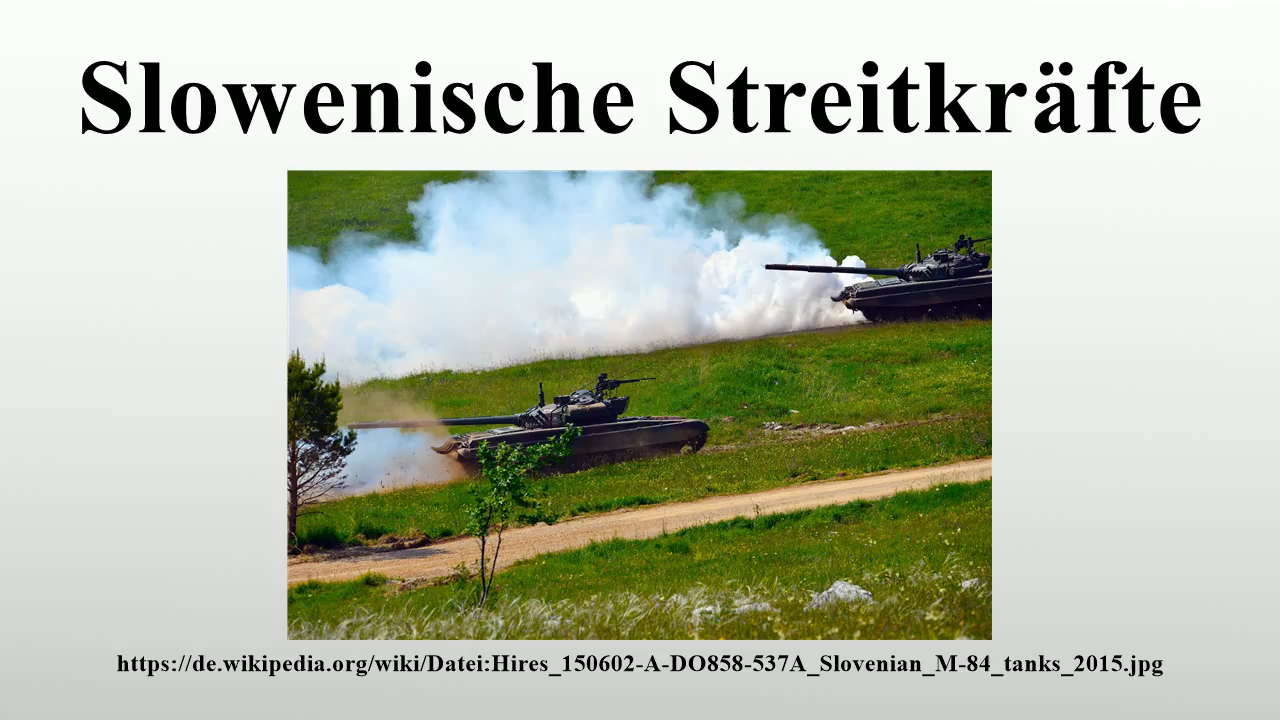 Slowenische Streitkräfte
https://de.wikipedia.org/wiki/Datei:Hires_150602-A-DO858-537A_Slovenian_M-84_tanks_2015.jpg